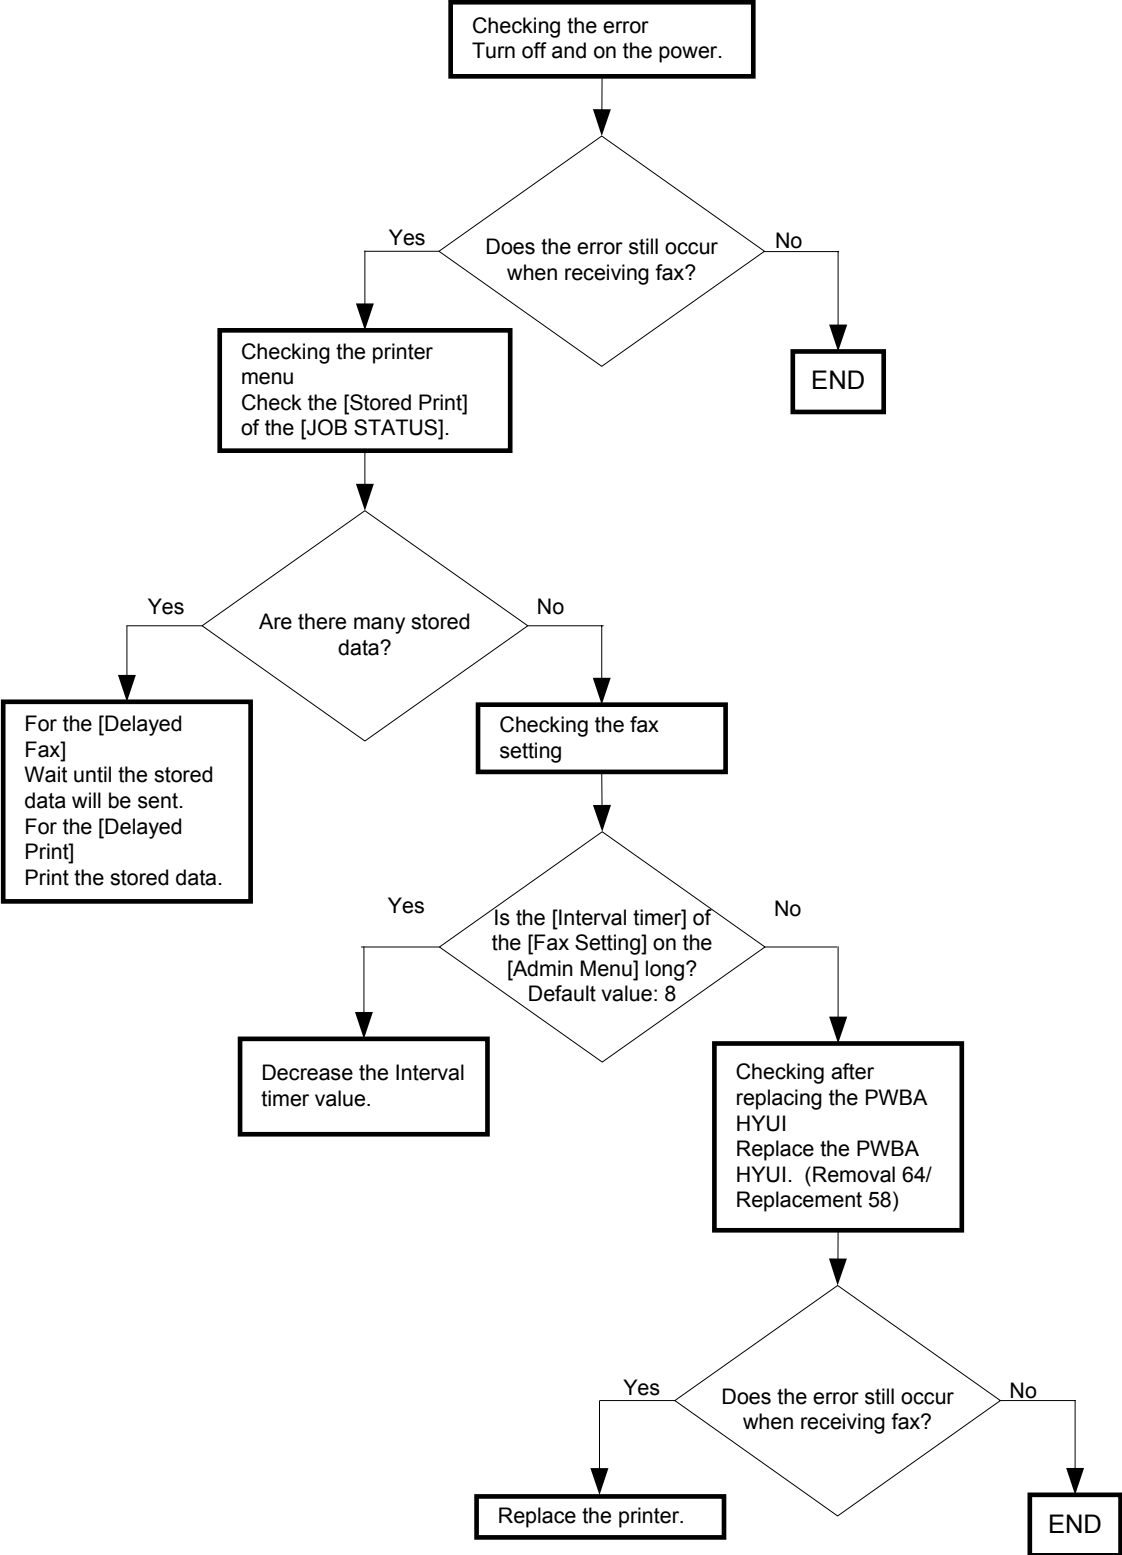 Checking the error
Turn off and on the power.
Yes
Does the error still occur
when receiving fax?
No
Checking the printer
menu
Check the [Stored Print]
of the [JOB STATUS].
END
Yes
Are there many stored
data?
No
For the [Delayed
Fax]
Wait until the stored
data will be sent.
For the [Delayed
Print]
Print the stored data.
Checking the fax
setting
Yes
Is the [Interval timer] of
the [Fax Setting] on the
[Admin Menu] long?
Default value: 8
No
Decrease the Interval
timer value.
Checking after
replacing the PWBA
HYUI
Replace the PWBA
HYUI.  (Removal 64/
Replacement 58)
Yes
Does the error still occur
when receiving fax?
No
Replace the printer.
END